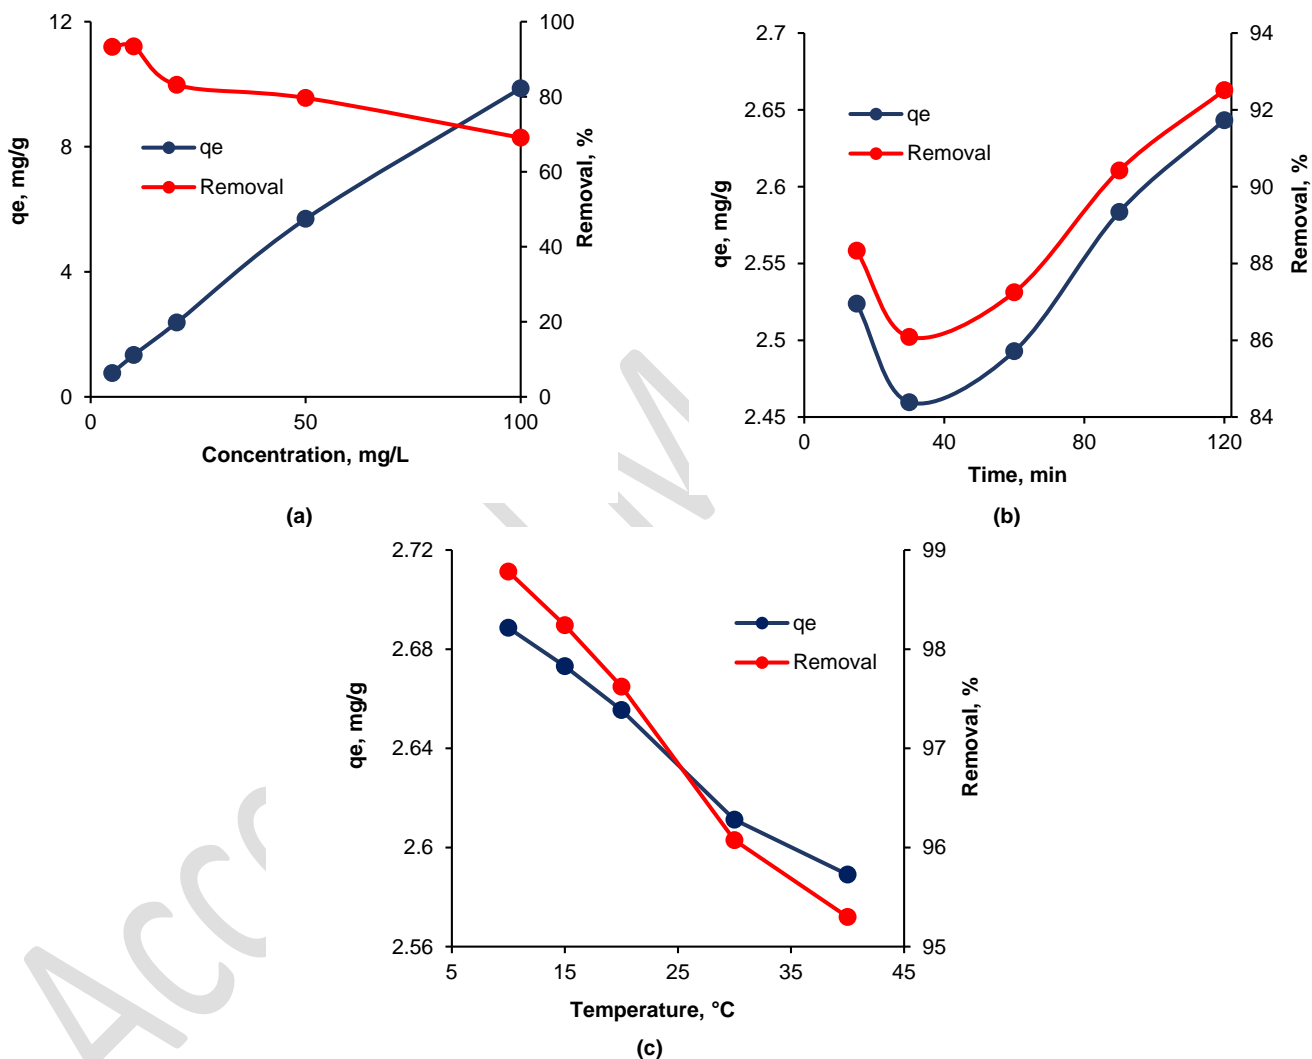 12
8
4
0
qe, mg/g
100
80
60
40
20
0
Removal, %
qe
Removal
0
50
100
Concentration, mg/L
(a)
2.7
2.65
2.6
2.55
2.5
2.45
qe, mg/g
94
92
90
88
86
84
Removal, %
qe
Removal
0
40
80
120
Time, min
(b)
2.72
2.68
2.64
2.6
2.56
qe, mg/g
99
98
97
96
95
Removal, %
qe
Removal
5
15
25
35
45
Temperature, °C
(c)